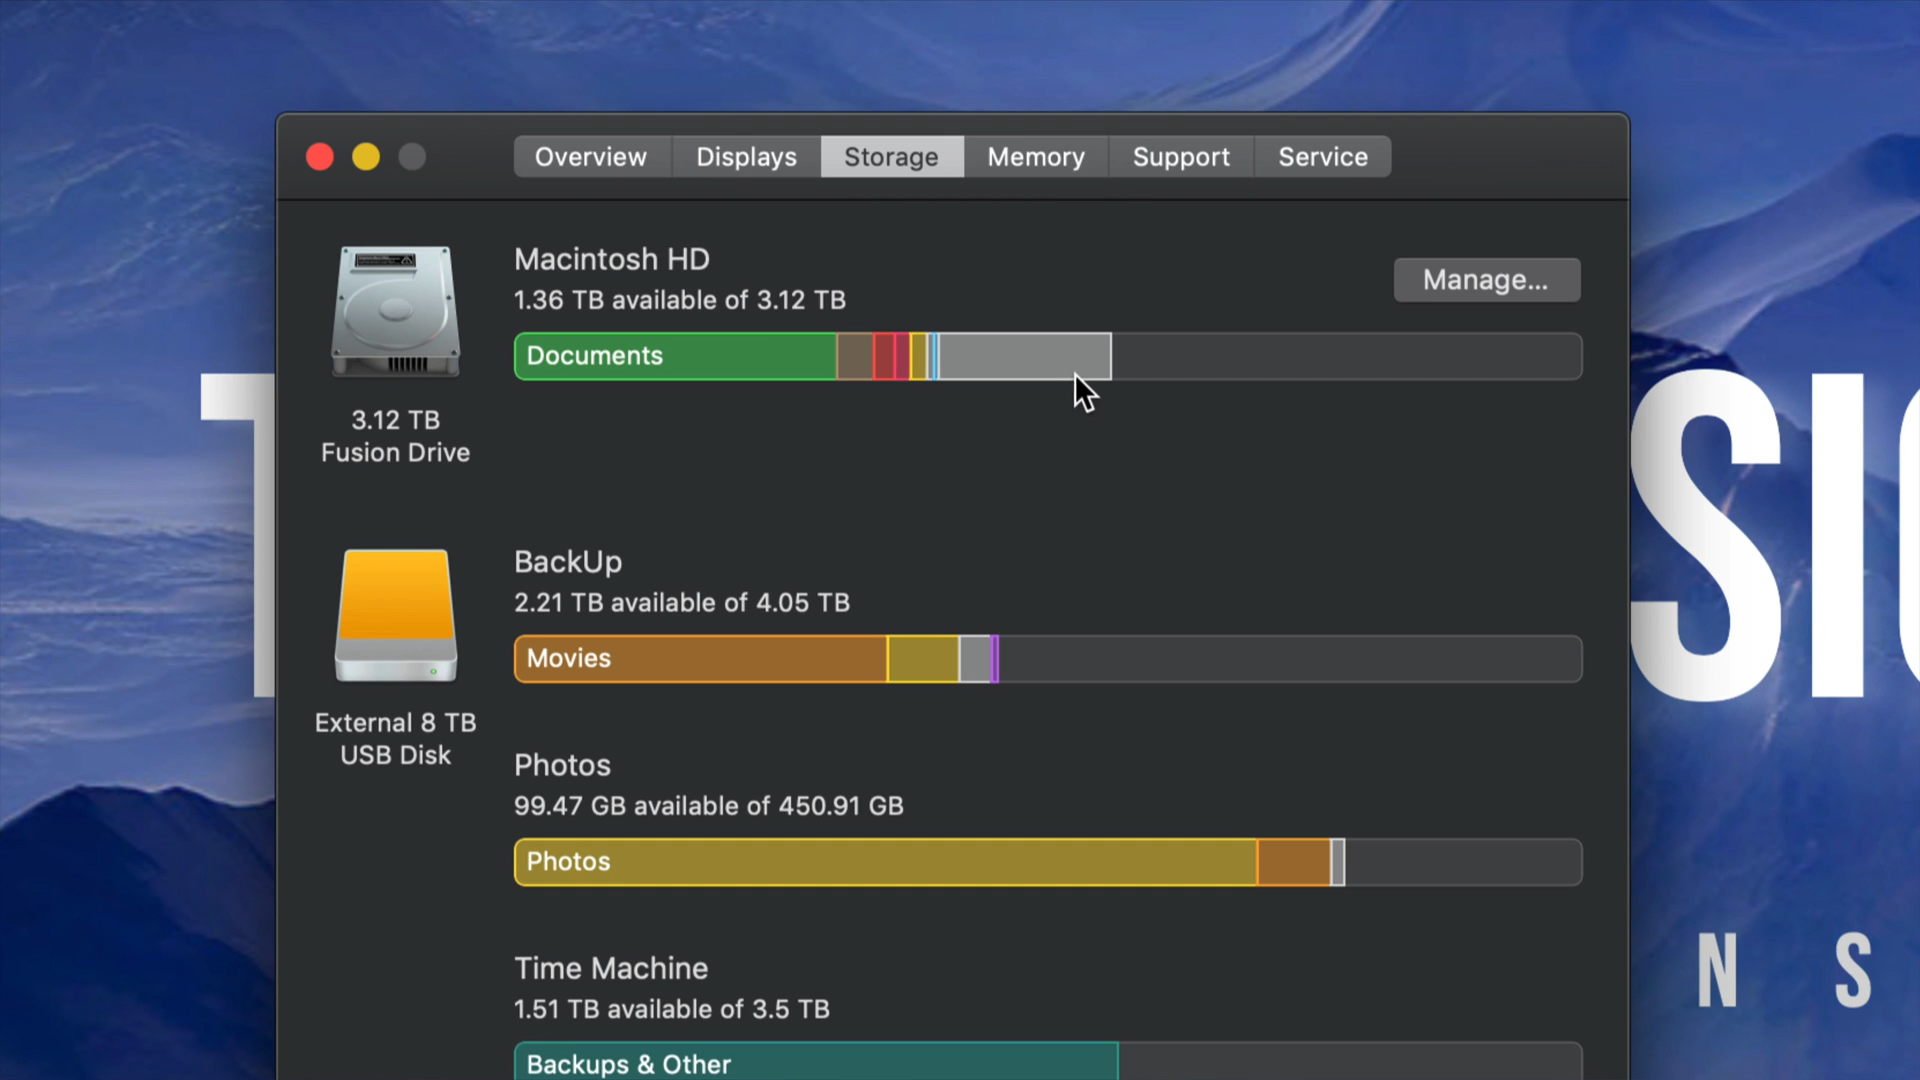 Overview Displays Storage Memory Support Service
Macintosh HD
1.36 TB available of 3.12 TB
Manage...
Documents
3.12 TB
Fusion Drive
BackUp
2.21 TB available of 4.05 TB
Movies
External 8 TB
USB Disk
Photos
99.47 GB available of 450.91 GB
Photos
Time Machine
1.51 TB available of 3.5 TB
Backups & Other
T
SI
N S